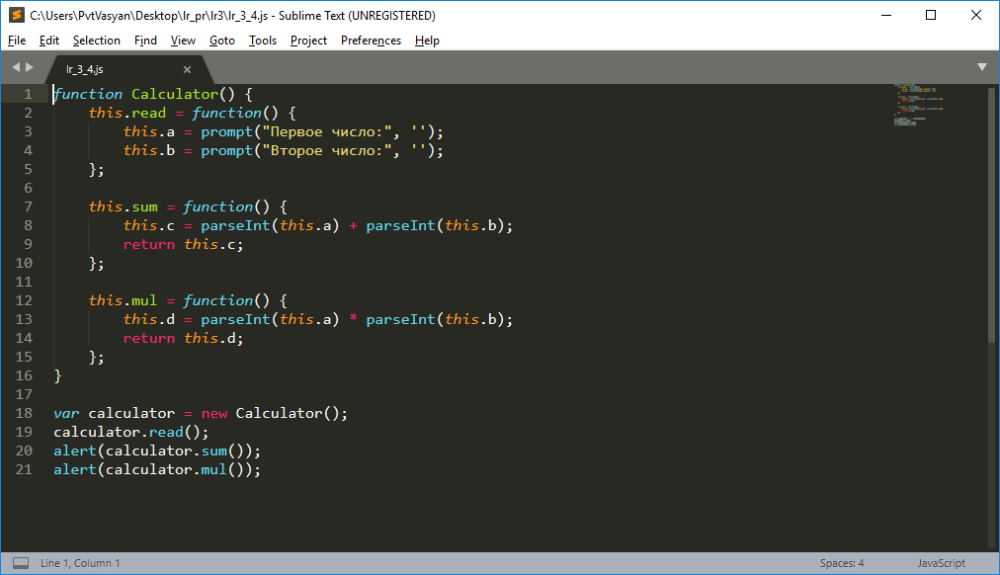 C:\Users\PvtVasyan\Desktop\lr_pr\lr3\lr_3_4.js - Sublime Text (UNREGISTERED)
File Edit Selection Find View Goto Tools Project Preferences Help
lr_3_4.js
1 function Calculator() {
2     this.read = function() {
3         this.a = prompt("Первое число:", '');
4         this.b = prompt("Второе число:", '');
5     };
6
7     this.sum = function() {
8         this.c = parseInt(this.a) + parseInt(this.b);
9         return this.c;
10     };
11
12     this.mul = function() {
13         this.d = parseInt(this.a) * parseInt(this.b);
14         return this.d;
15     };
16 }
17
18 var calculator = new Calculator();
19 calculator.read();
20 alert(calculator.sum());
21 alert(calculator.mul());
Line 1, Column 1 Spaces: 4 JavaScript